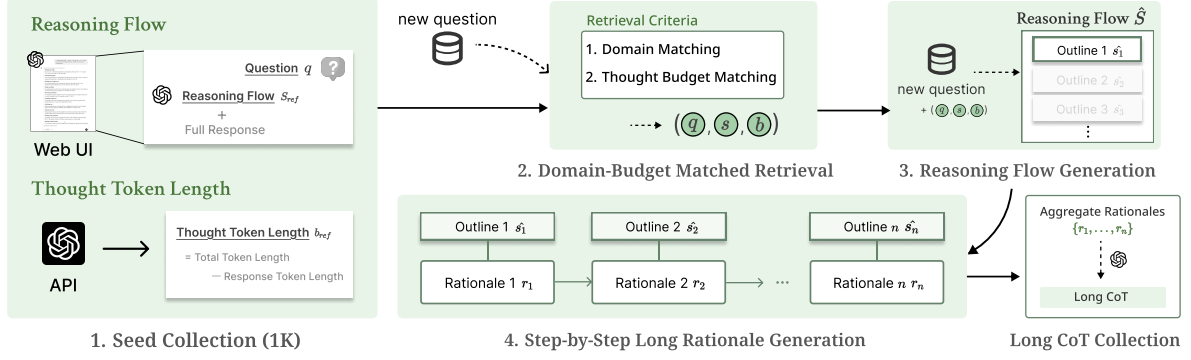 Reasoning Flow
Question q
?
Reasoning Flow S_ref
+
Full Response
Web UI
Thought Token Length
API
Thought Token Length b_ref
= Total Token Length
— Response Token Length
1. Seed Collection (1K)
new question
Retrieval Criteria
1. Domain Matching
2. Thought Budget Matching
(q, s, b)
2. Domain-Budget Matched Retrieval
Reasoning Flow Ŝ
new question
+ (q, s, b)
Outline 1 ŝ₁
Outline 2 ŝ₂
Outline 3 ŝ₃
⋮
3. Reasoning Flow Generation
Outline 1 ŝ₁
Outline 2 ŝ₂
Outline n ŝₙ
Rationale 1 r₁
Rationale 2 r₂
...
Rationale n rₙ
4. Step-by-Step Long Rationale Generation
Aggregate Rationales
{r₁, . . . , rₙ}
Long CoT
Long CoT Collection